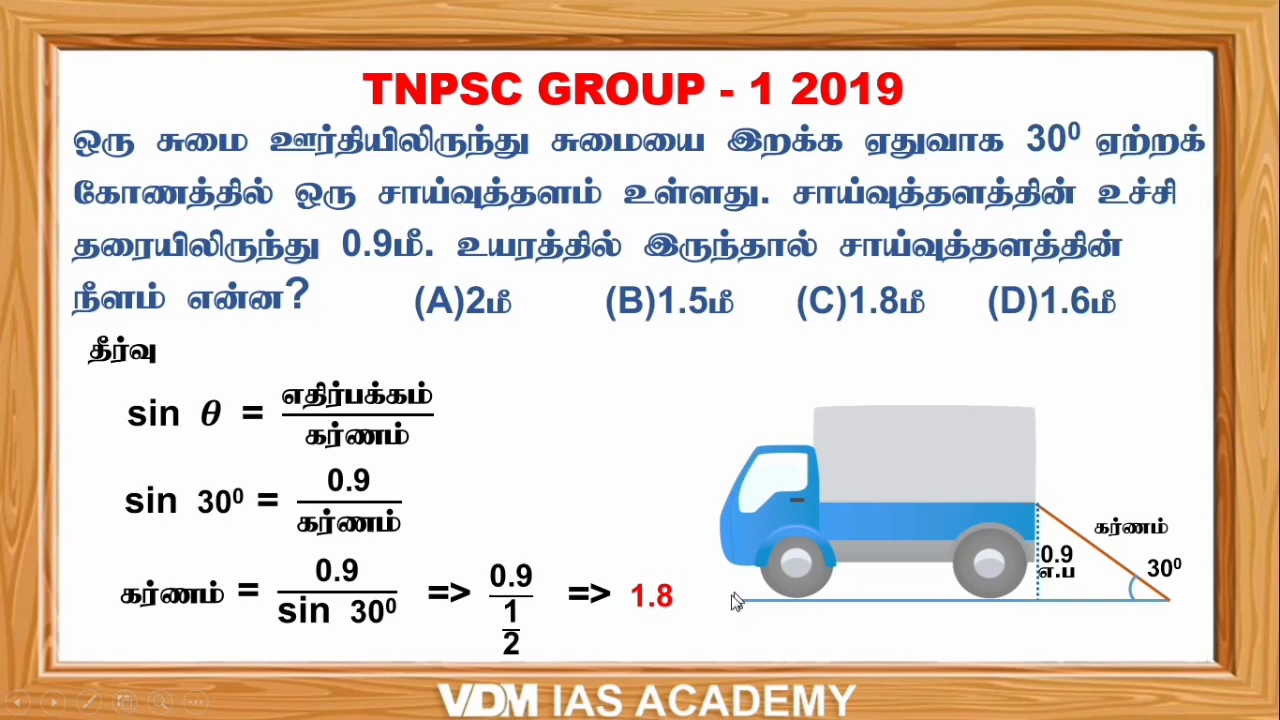 TNPSC GROUP - 1 2019
ஒரு சுமை ஊர்தியிலிருந்து சுமையை இறக்க ஏதுவாக 30⁰ ஏற்றக்
கோணத்தில் ஒரு சாய்வுத்தளம் உள்ளது. சாய்வுத்தளத்தின் உச்சி
தரையிலிருந்து 0.9மீ. உயரத்தில் இருந்தால் சாய்வுத்தளத்தின்
நீளம் என்ன? (A)2மீ (B)1.5மீ (C)1.8மீ (D)1.6மீ
தீர்வு
sin θ = எதிர்பக்கம் / கர்ணம்
sin 30⁰ = 0.9 / கர்ணம்
கர்ணம் = 0.9 / sin 30⁰ => 0.9 / 1/2 => 1.8
கர்ணம்
0.9
எ.ப
30⁰
VDM IAS ACADEMY